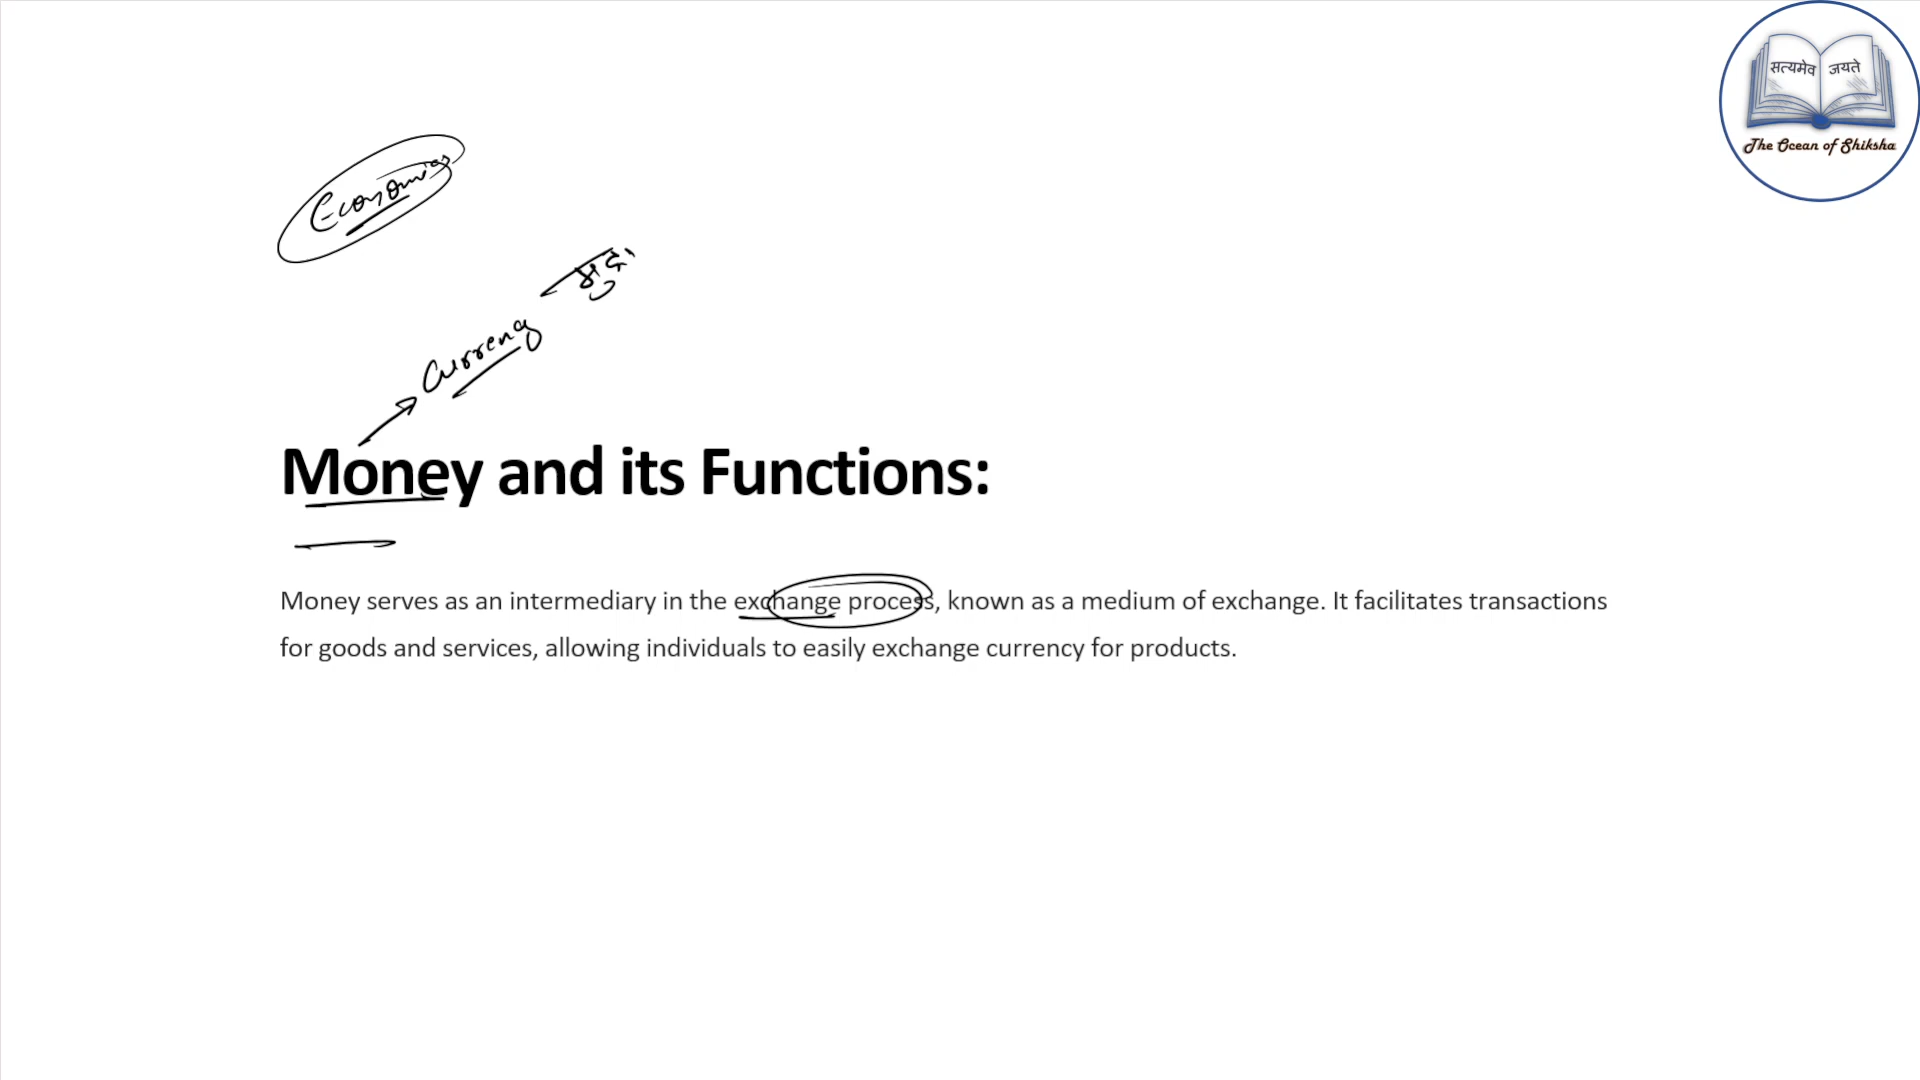 सत्यमेव जयते
The Ocean of Shiksha
Economics
Currency
मुद्रा
Money and its Functions:
Money serves as an intermediary in the exchange process, known as a medium of exchange. It facilitates transactions
for goods and services, allowing individuals to easily exchange currency for products.